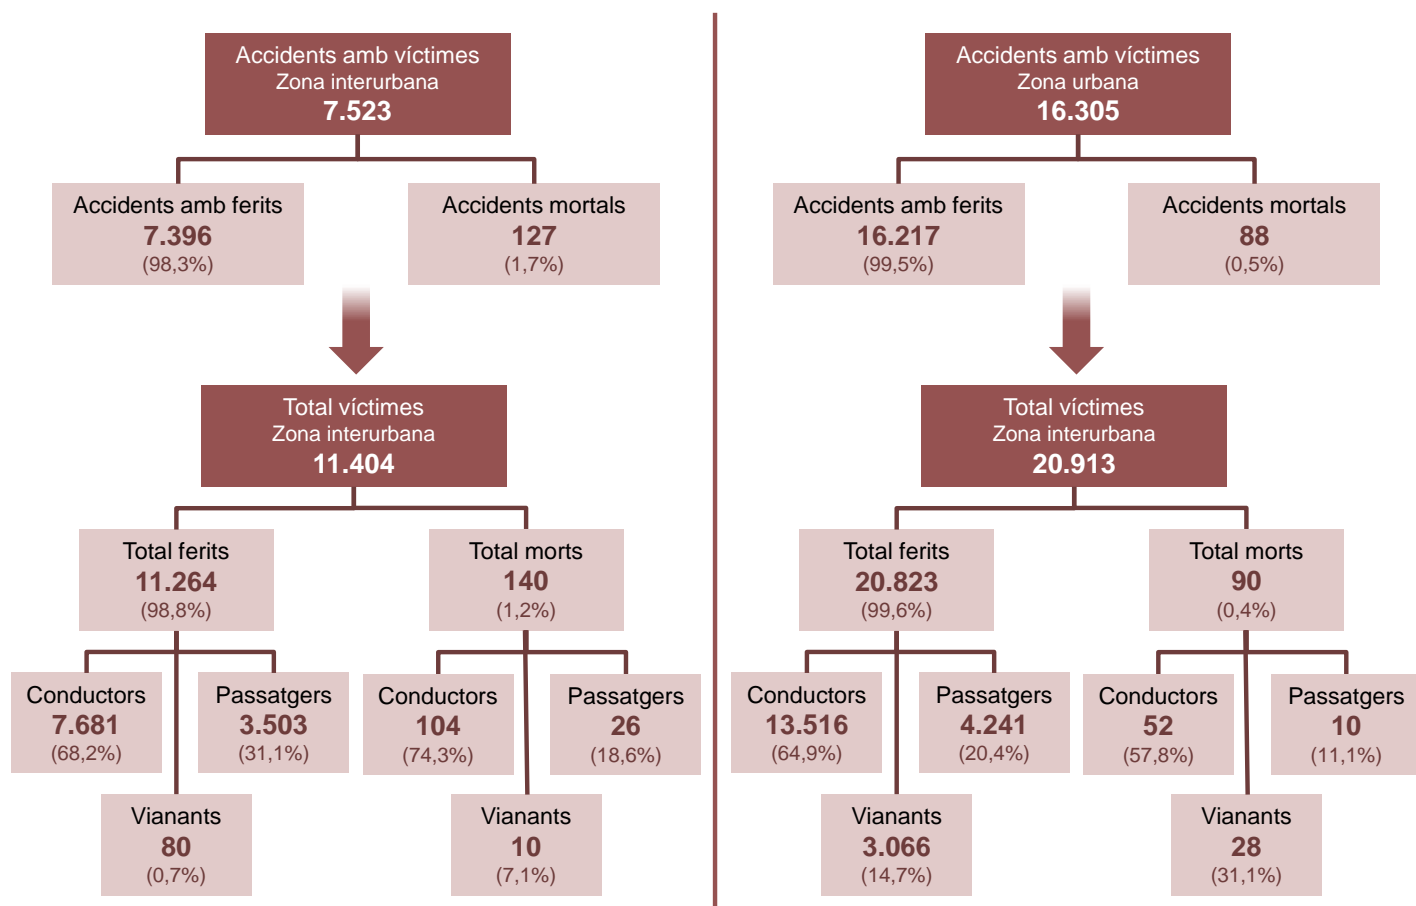 Accidents amb víctimes
Zona interurbana
7.523
Accidents amb ferits
7.396
(98,3%)
Accidents mortals
127
(1,7%)
Total víctimes
Zona interurbana
11.404
Total ferits
11.264
(98,8%)
Total morts
140
(1,2%)
Conductors
7.681
(68,2%)
Passatgers
3.503
(31,1%)
Conductors
104
(74,3%)
Passatgers
26
(18,6%)
Vianants
80
(0,7%)
Vianants
10
(7,1%)
Accidents amb víctimes
Zona urbana
16.305
Accidents amb ferits
16.217
(99,5%)
Accidents mortals
88
(0,5%)
Total víctimes
Zona interurbana
20.913
Total ferits
20.823
(99,6%)
Total morts
90
(0,4%)
Conductors
13.516
(64,9%)
Passatgers
4.241
(20,4%)
Conductors
52
(57,8%)
Passatgers
10
(11,1%)
Vianants
3.066
(14,7%)
Vianants
28
(31,1%)